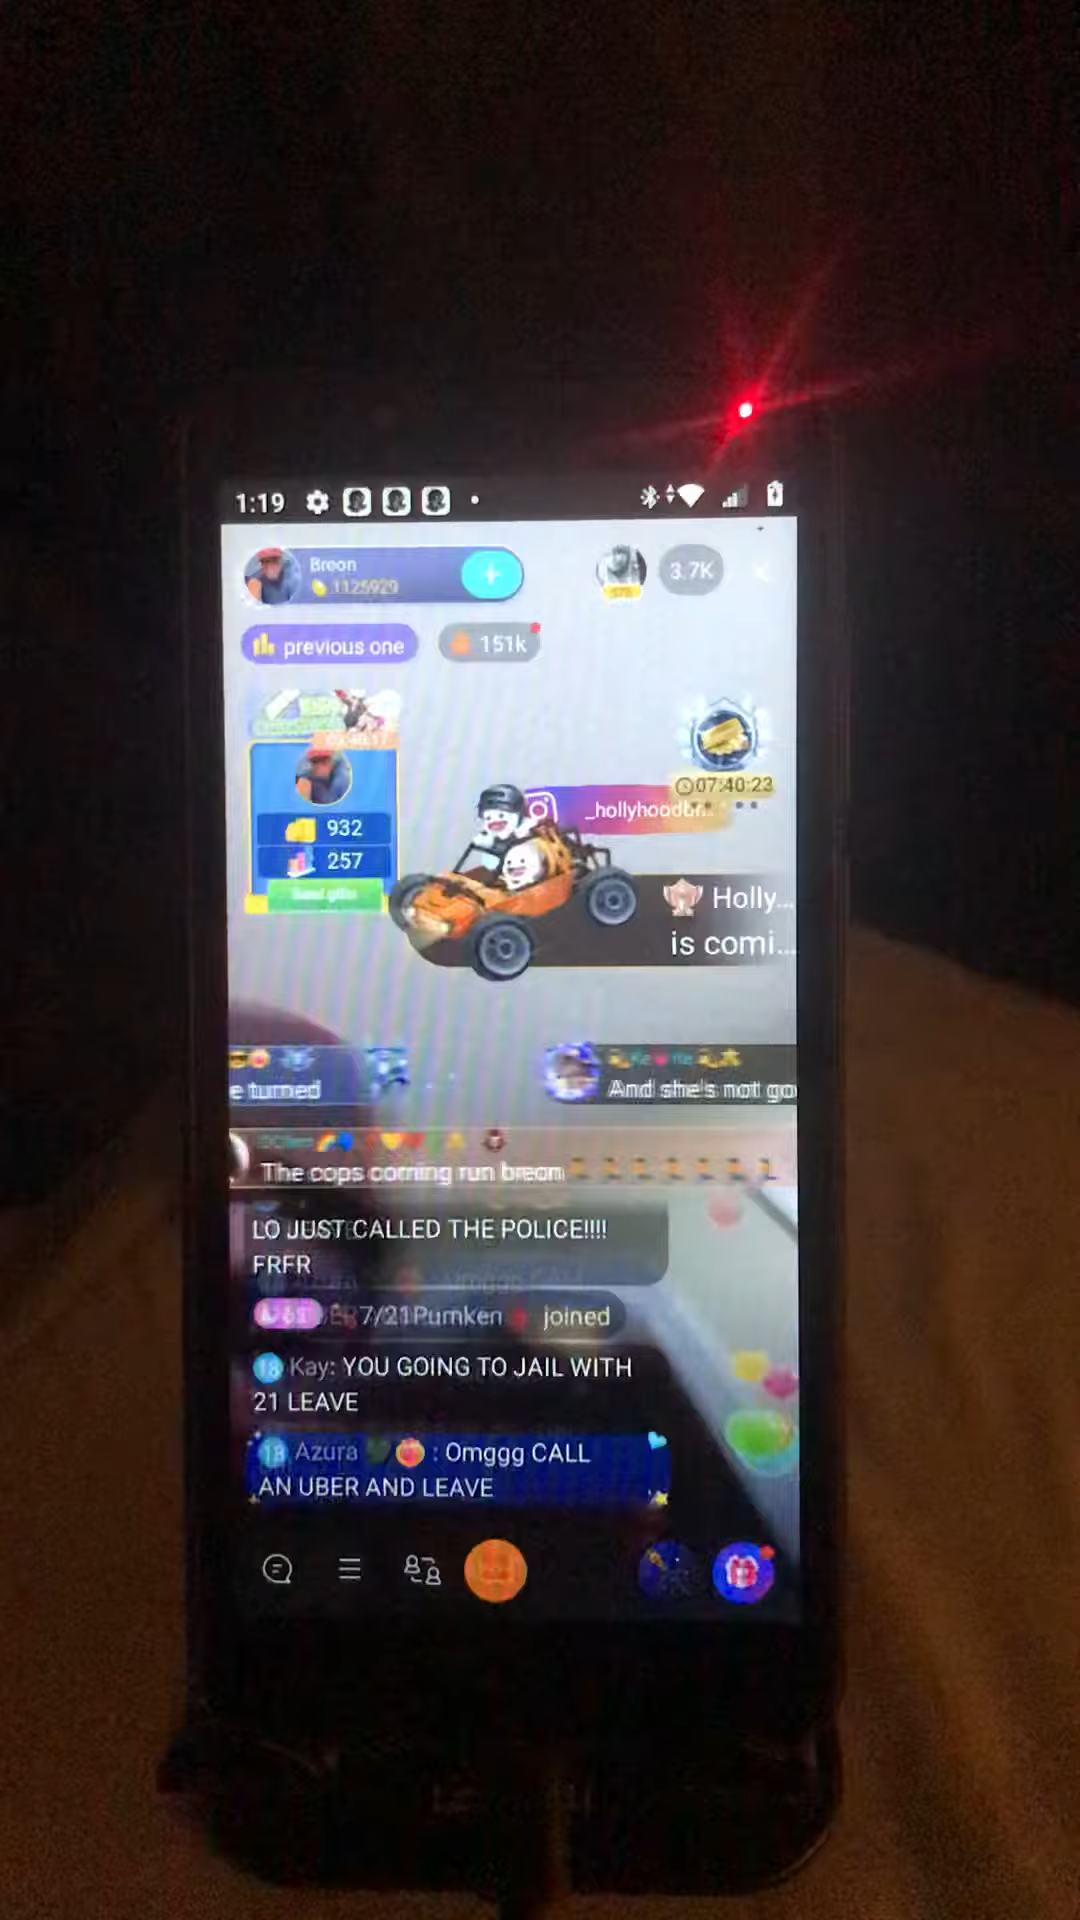 1:19
Breon
1125929
3.7K
previous one
151k
07:40:23
932
257
Send gifts
_hollyhoodbr..
Holly...
is comi...
e turned
And she's not go
The cops coming run breon
LO JUST CALLED THE POLICE!!!!
FRFR
7/21Pumken joined
18 Kay: YOU GOING TO JAIL WITH
21 LEAVE
18 Azura : Omggg CALL
AN UBER AND LEAVE